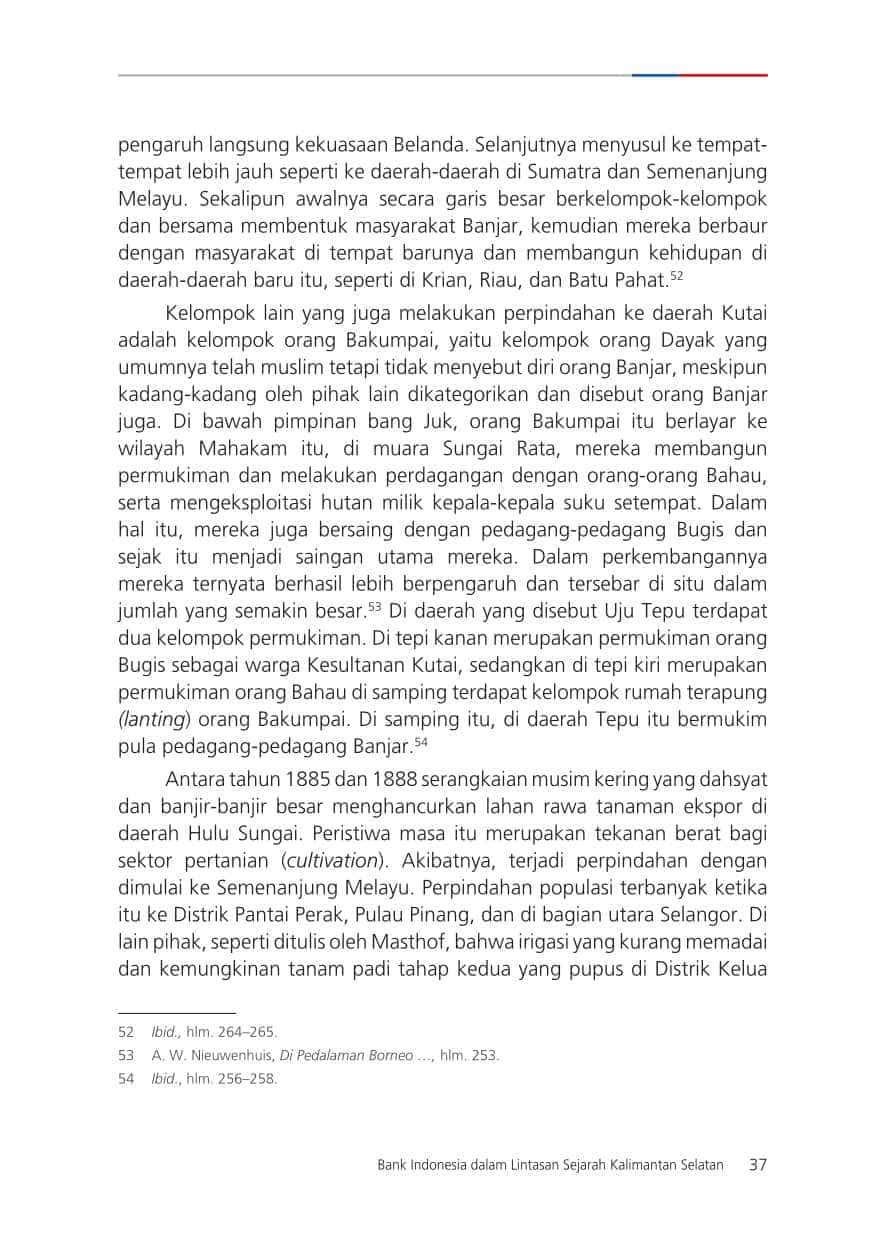 pengaruh langsung kekuasaan Belanda. Selanjutnya menyusul ke tempat-
tempat lebih jauh seperti ke daerah-daerah di Sumatra dan Semenanjung
Melayu. Sekalipun awalnya secara garis besar berkelompok-kelompok
dan bersama membentuk masyarakat Banjar, kemudian mereka berbaur
dengan masyarakat di tempat barunya dan membangun kehidupan di
daerah-daerah baru itu, seperti di Krian, Riau, dan Batu Pahat.52
Kelompok lain yang juga melakukan perpindahan ke daerah Kutai
adalah kelompok orang Bakumpai, yaitu kelompok orang Dayak yang
umumnya telah muslim tetapi tidak menyebut diri orang Banjar, meskipun
kadang-kadang oleh pihak lain dikategorikan dan disebut orang Banjar
juga. Di bawah pimpinan bang Juk, orang Bakumpai itu berlayar ke
wilayah Mahakam itu, di muara Sungai Rata, mereka membangun
permukiman dan melakukan perdagangan dengan orang-orang Bahau,
serta mengeksploitasi hutan milik kepala-kepala suku setempat. Dalam
hal itu, mereka juga bersaing dengan pedagang-pedagang Bugis dan
sejak itu menjadi saingan utama mereka. Dalam perkembangannya
mereka ternyata berhasil lebih berpengaruh dan tersebar di situ dalam
jumlah yang semakin besar.53 Di daerah yang disebut Uju Tepu terdapat
dua kelompok permukiman. Di tepi kanan merupakan permukiman orang
Bugis sebagai warga Kesultanan Kutai, sedangkan di tepi kiri merupakan
permukiman orang Bahau di samping terdapat kelompok rumah terapung
(lanting) orang Bakumpai. Di samping itu, di daerah Tepu itu bermukim
pula pedagang-pedagang Banjar.54
Antara tahun 1885 dan 1888 serangkaian musim kering yang dahsyat
dan banjir-banjir besar menghancurkan lahan rawa tanaman ekspor di
daerah Hulu Sungai. Peristiwa masa itu merupakan tekanan berat bagi
sektor pertanian (cultivation). Akibatnya, terjadi perpindahan dengan
dimulai ke Semenanjung Melayu. Perpindahan populasi terbanyak ketika
itu ke Distrik Pantai Perak, Pulau Pinang, dan di bagian utara Selangor. Di
lain pihak, seperti ditulis oleh Masthof, bahwa irigasi yang kurang memadai
dan kemungkinan tanam padi tahap kedua yang pupus di Distrik Kelua
52 Ibid., hlm. 264–265.
53 A. W. Nieuwenhuis, Di Pedalaman Borneo …, hlm. 253.
54 Ibid., hlm. 256–258.
Bank Indonesia dalam Lintasan Sejarah Kalimantan Selatan 37